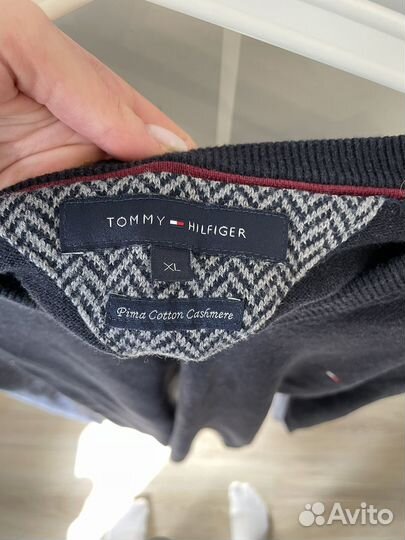 TOMMY HILFIGER
XL
Pima Cotton Cashmere
Avito